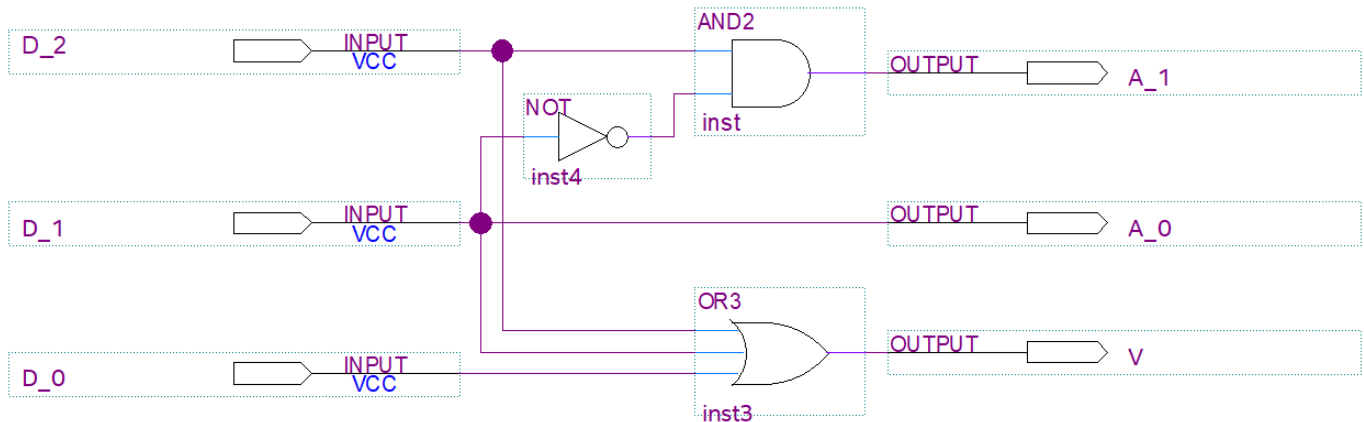 AND2
D_2
INPUT
VCC
OUTPUT
A_1
NOT
inst
inst4
D_1
INPUT
VCC
OUTPUT
A_0
OR3
D_0
INPUT
VCC
OUTPUT
V
inst3